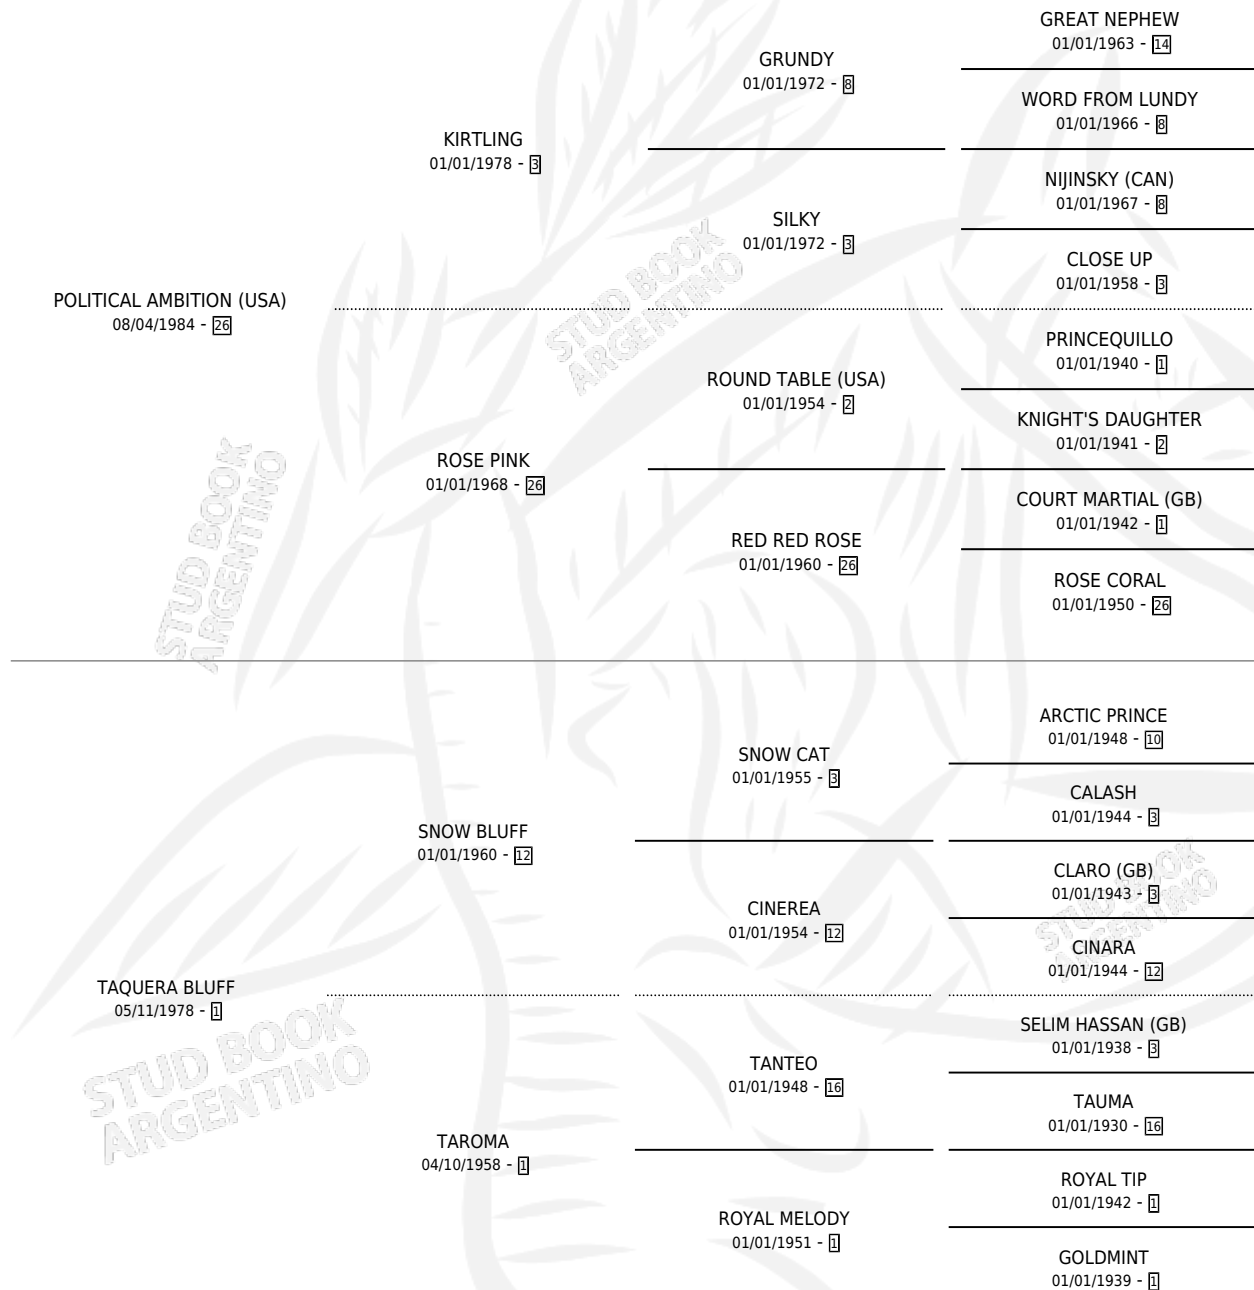 GREAT NEPHEW
01/01/1963 - 14
GRUNDY
01/01/1972 - 8
WORD FROM LUNDY
01/01/1966 - 8
KIRTLING
01/01/1978 - 3
NIJINSKY (CAN)
01/01/1967 - 8
SILKY
01/01/1972 - 3
CLOSE UP
01/01/1958 - 3
POLITICAL AMBITION (USA)
08/04/1984 - 26
STUD BOOK
ARGENTINO
PRINCEQUILLO
01/01/1940 - 1
ROUND TABLE (USA)
01/01/1954 - 2
KNIGHT'S DAUGHTER
01/01/1941 - 2
ROSE PINK
01/01/1968 - 26
COURT MARTIAL (GB)
01/01/1942 - 1
RED RED ROSE
01/01/1960 - 26
ROSE CORAL
01/01/1950 - 26
STUD BOOK
ARGENTINO
ARCTIC PRINCE
01/01/1948 - 10
SNOW CAT
01/01/1955 - 3
CALASH
01/01/1944 - 3
SNOW BLUFF
01/01/1960 - 12
CLARO (GB)
01/01/1943 - 3
CINEREA
01/01/1954 - 12
CINARA
01/01/1944 - 12
STUD BOOK
ARGENTINO
TAQUERA BLUFF
05/11/1978 - 1
SELIM HASSAN (GB)
01/01/1938 - 3
TANTEO
01/01/1948 - 16
TAUMA
01/01/1930 - 16
STUD BOOK
ARGENTINO
TAROMA
04/10/1958 - 1
ROYAL TIP
01/01/1942 - 1
ROYAL MELODY
01/01/1951 - 1
GOLDMINT
01/01/1939 - 1